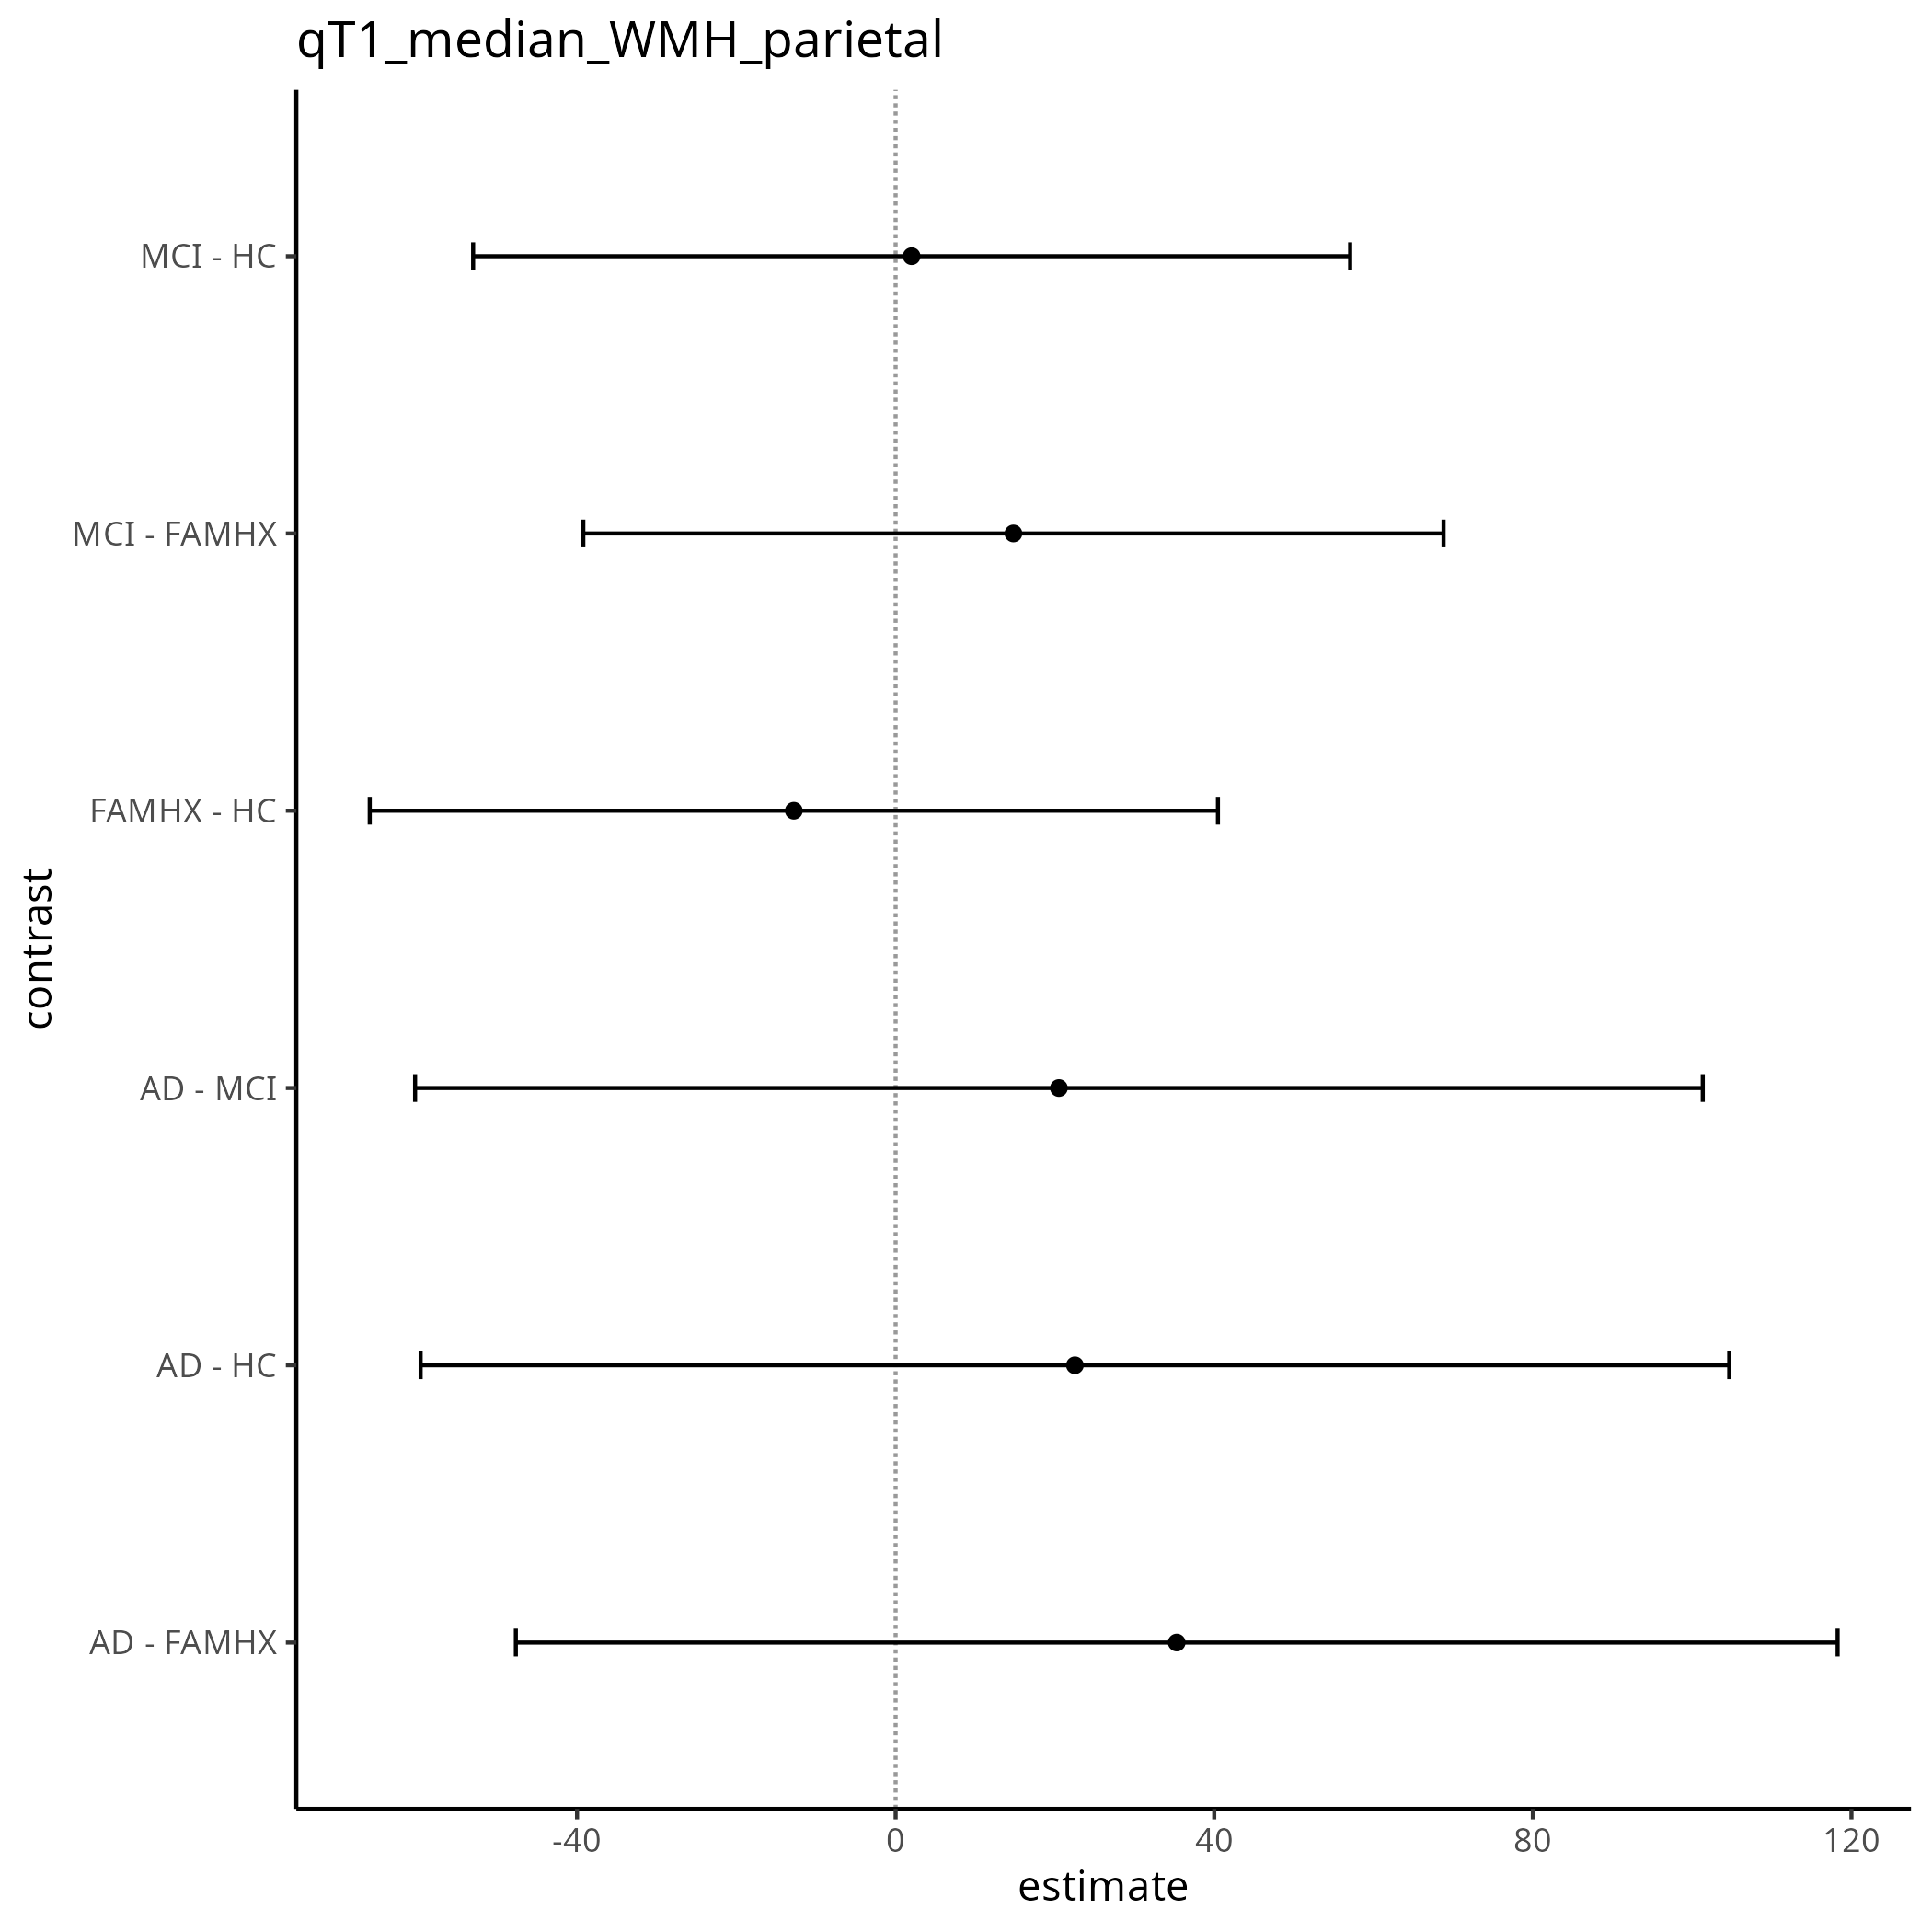 qT1_median_WMH_parietal
MCI - HC
MCI - FAMHX
FAMHX - HC
contrast
AD - MCI
AD - HC
AD - FAMHX
-40 0 40 80 120
estimate